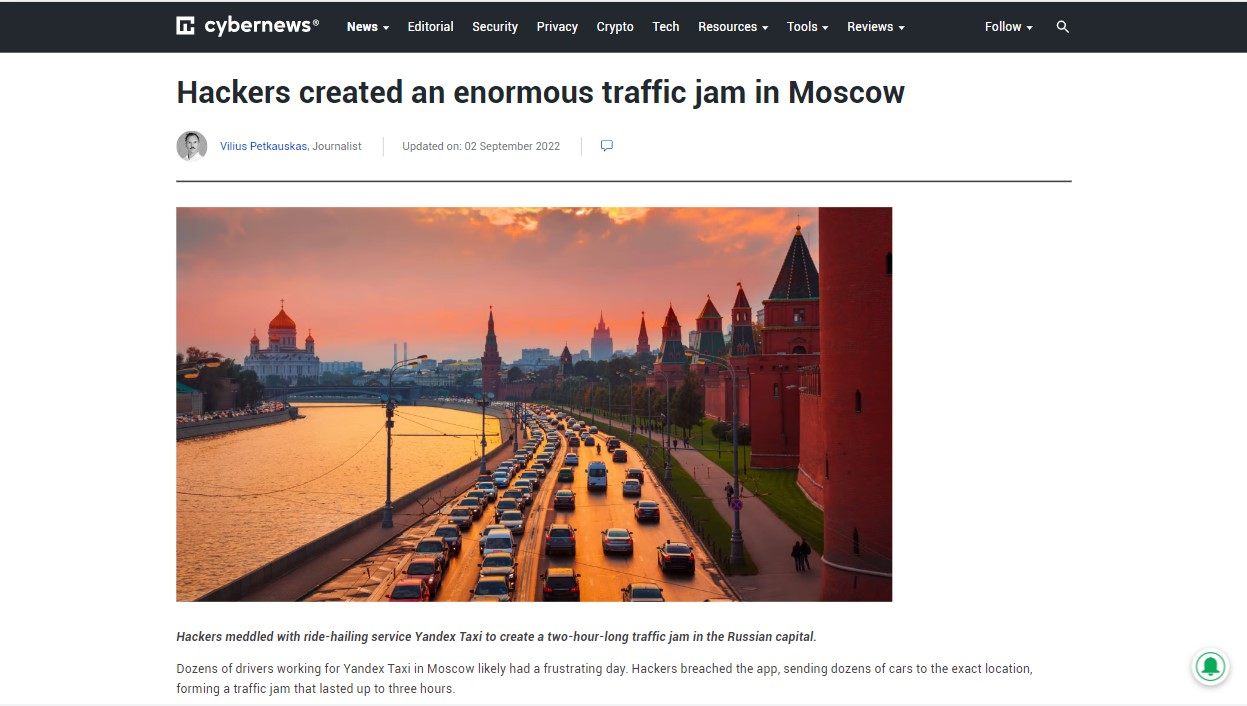 cybernews®
News Editorial Security Privacy Crypto Tech Resources Tools Reviews Follow
Hackers created an enormous traffic jam in Moscow
Vilius Petkauskas, Journalist Updated on: 02 September 2022
Hackers meddled with ride-hailing service Yandex Taxi to create a two-hour-long traffic jam in the Russian capital.
Dozens of drivers working for Yandex Taxi in Moscow likely had a frustrating day. Hackers breached the app, sending dozens of cars to the exact location,
forming a traffic jam that lasted up to three hours.